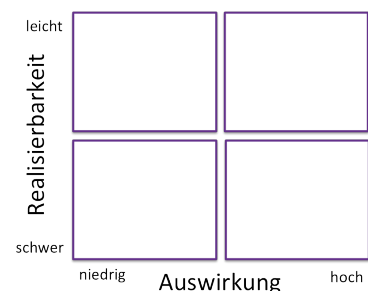 leicht
Realisierbarkeit
schwer
niedrig
Auswirkung
hoch